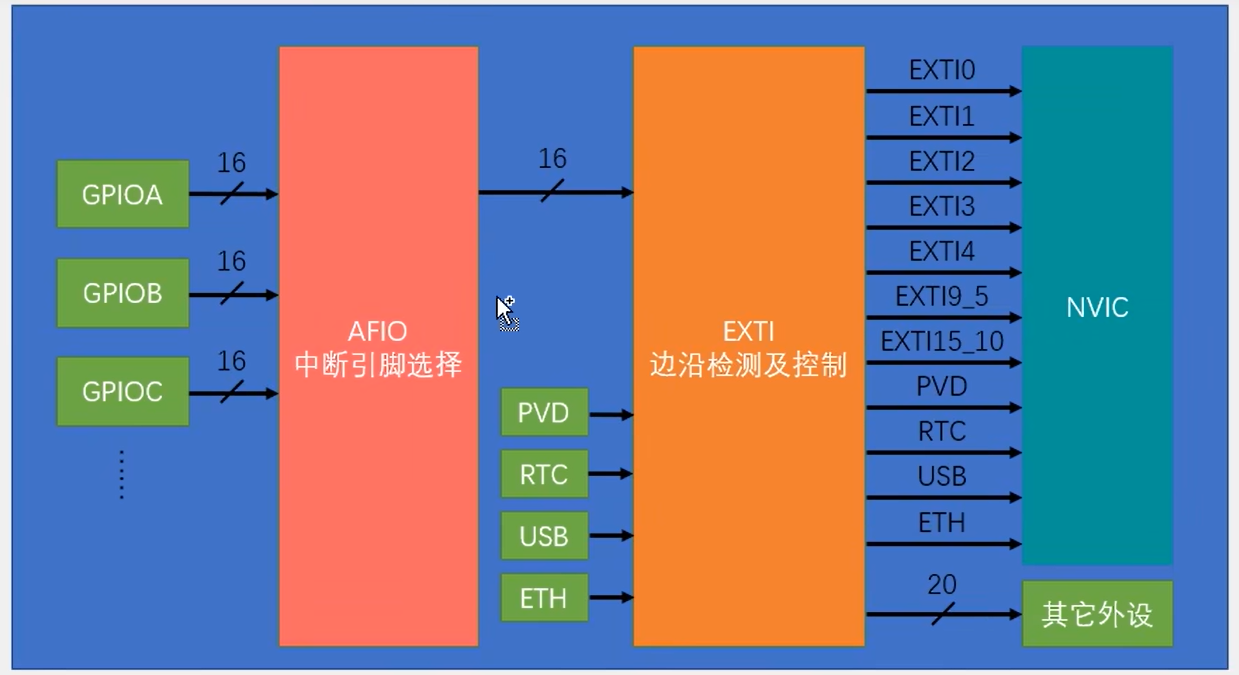 GPIOA
16
GPIOB
16
GPIOC
16
AFIO
中断引脚选择
16
PVD
RTC
USB
ETH
EXTI
边沿检测及控制
EXTI0
EXTI1
EXTI2
EXTI3
EXTI4
EXTI9_5
EXTI15_10
PVD
RTC
USB
ETH
20
NVIC
其它外设